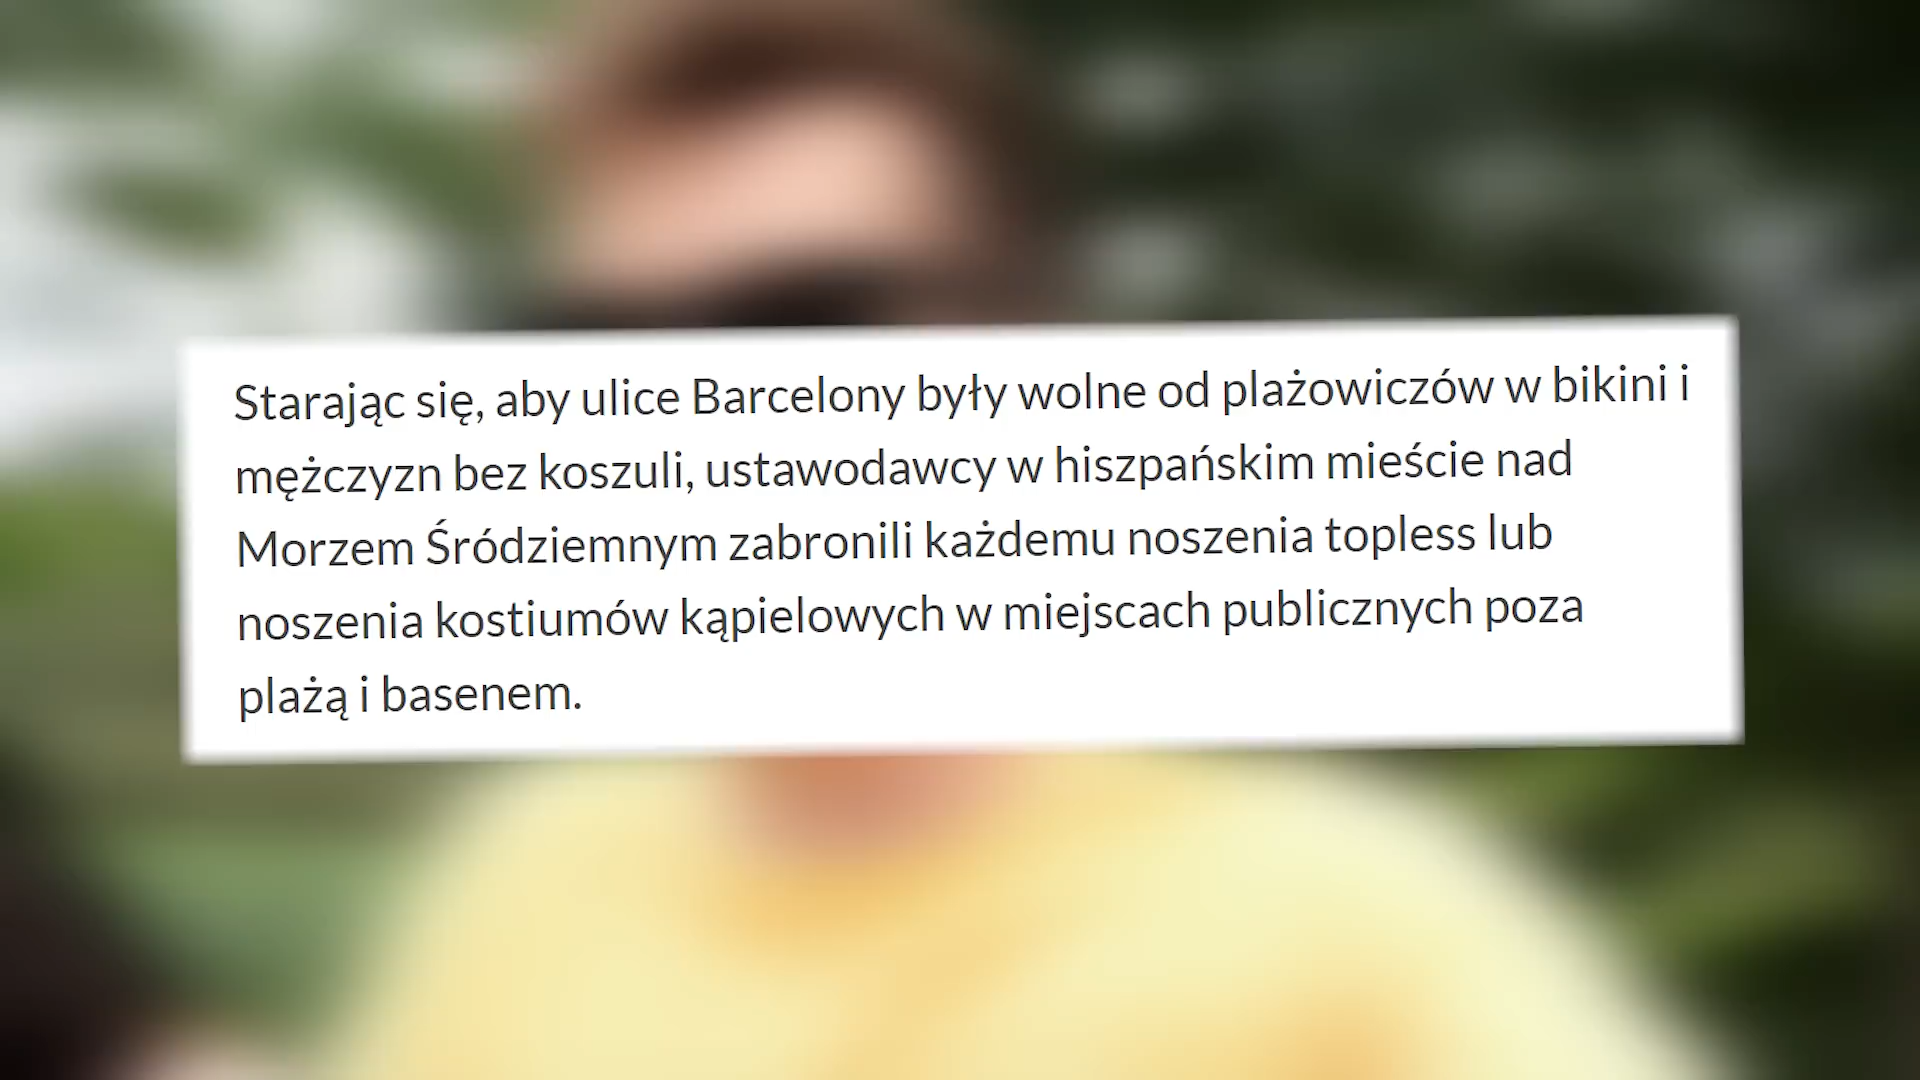 Starając się, aby ulice Barcelony były wolne od plażowiczów w bikini i
mężczyzn bez koszuli, ustawodawcy w hiszpańskim mieście nad
Morzem Śródziemnym zabronili każdemu noszenia topless lub
noszenia kostiumów kąpielowych w miejscach publicznych poza
plażą i basenem.